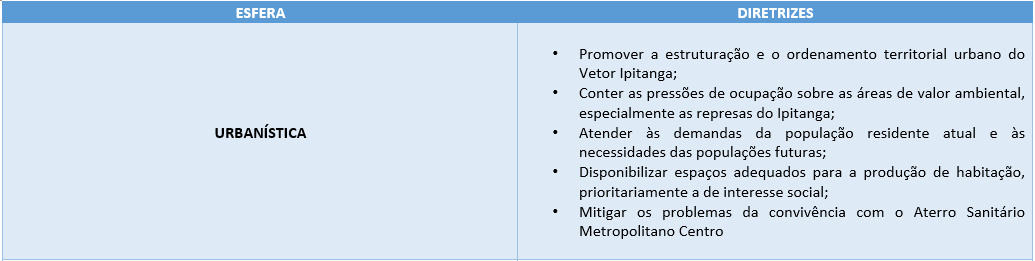 ESFERA
DIRETRIZES
URBANÍSTICA
• Promover a estruturação e o ordenamento territorial urbano do
Vetor Ipitanga;
• Conter as pressões de ocupação sobre as áreas de valor ambiental,
especialmente as represas do Ipitanga;
• Atender às demandas da população residente atual e às
necessidades das populações futuras;
• Disponibilizar espaços adequados para a produção de habitação,
prioritariamente a de interesse social;
• Mitigar os problemas da convivência com o Aterro Sanitário
Metropolitano Centro